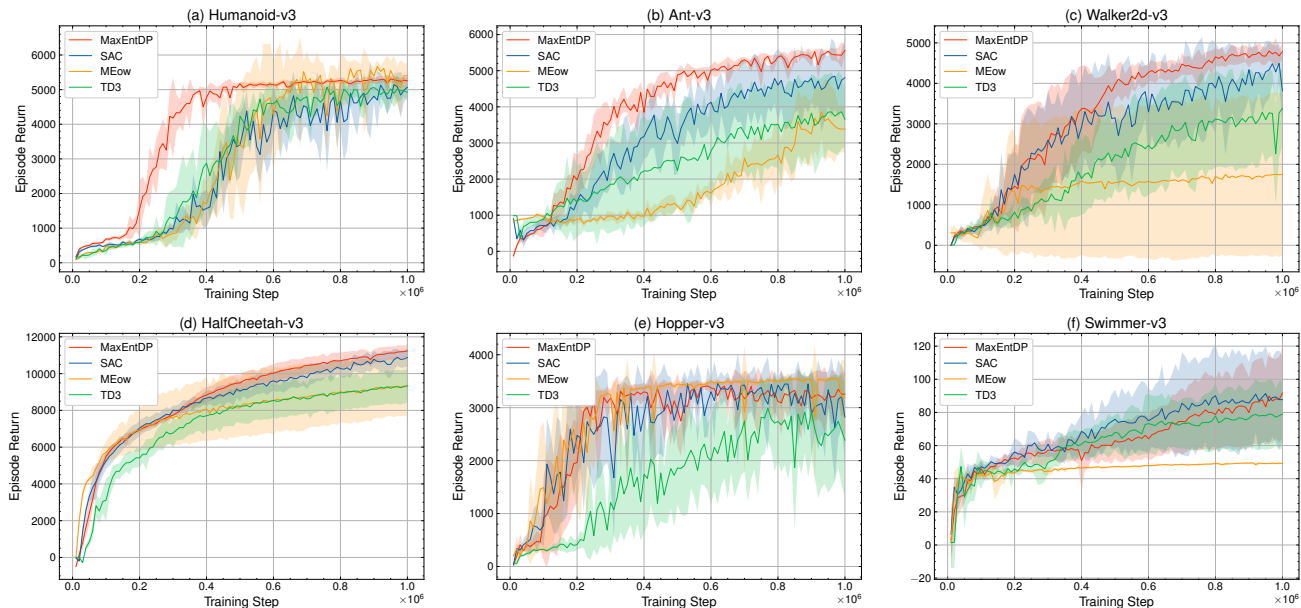 (a) Humanoid-v3
MaxEntDP
SAC
MEow
TD3
6000
5000
4000
3000
2000
1000
0
Episode Return
0.0 0.2 0.4 0.6 0.8 1.0
Training Step
×10⁶
(b) Ant-v3
MaxEntDP
SAC
MEow
TD3
6000
5000
4000
3000
2000
1000
0
Episode Return
0.0 0.2 0.4 0.6 0.8 1.0
Training Step
×10⁶
(c) Walker2d-v3
MaxEntDP
SAC
MEow
TD3
5000
4000
3000
2000
1000
0
Episode Return
0.0 0.2 0.4 0.6 0.8 1.0
Training Step
×10⁶
(d) HalfCheetah-v3
MaxEntDP
SAC
MEow
TD3
12000
10000
8000
6000
4000
2000
0
Episode Return
0.0 0.2 0.4 0.6 0.8 1.0
Training Step
×10⁶
(e) Hopper-v3
MaxEntDP
SAC
MEow
TD3
4000
3000
2000
1000
0
Episode Return
0.0 0.2 0.4 0.6 0.8 1.0
Training Step
×10⁶
(f) Swimmer-v3
MaxEntDP
SAC
MEow
TD3
120
100
80
60
40
20
0
−20
Episode Return
0.0 0.2 0.4 0.6 0.8 1.0
Training Step
×10⁶